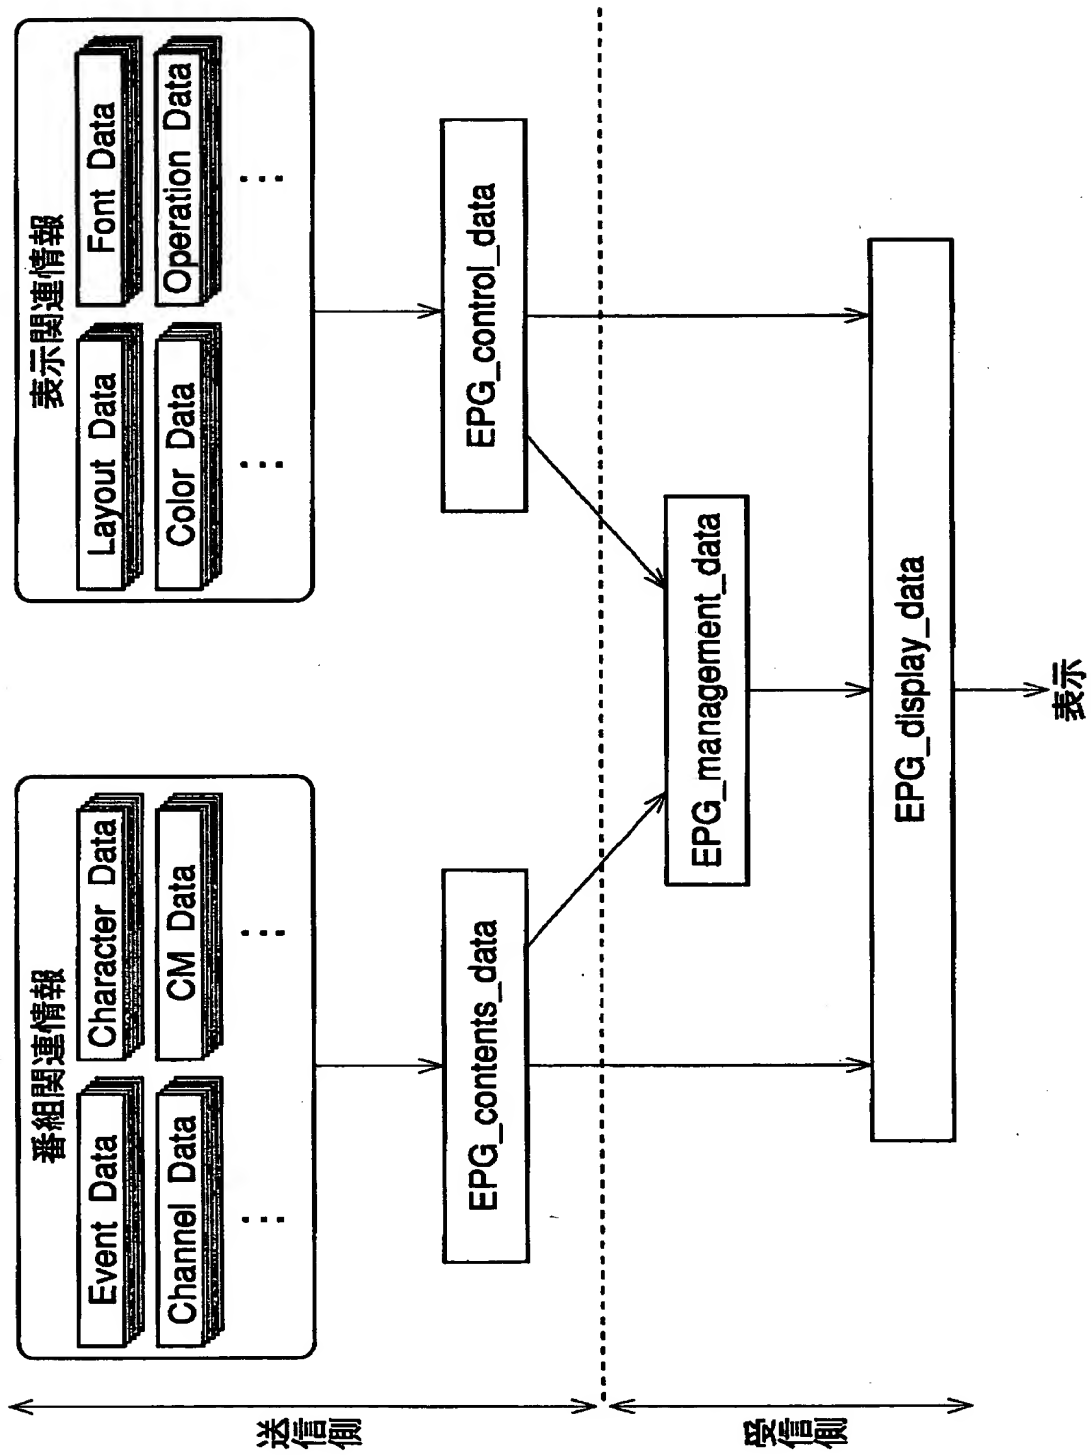 番組関連情報
Event Data
Character Data
Channel Data
CM Data
...
...
表示関連情報
Layout Data
Font Data
Color Data
Operation Data
...
...
送信側
EPG_contents_data
EPG_control_data
受信側
EPG_management_data
EPG_display_data
表示